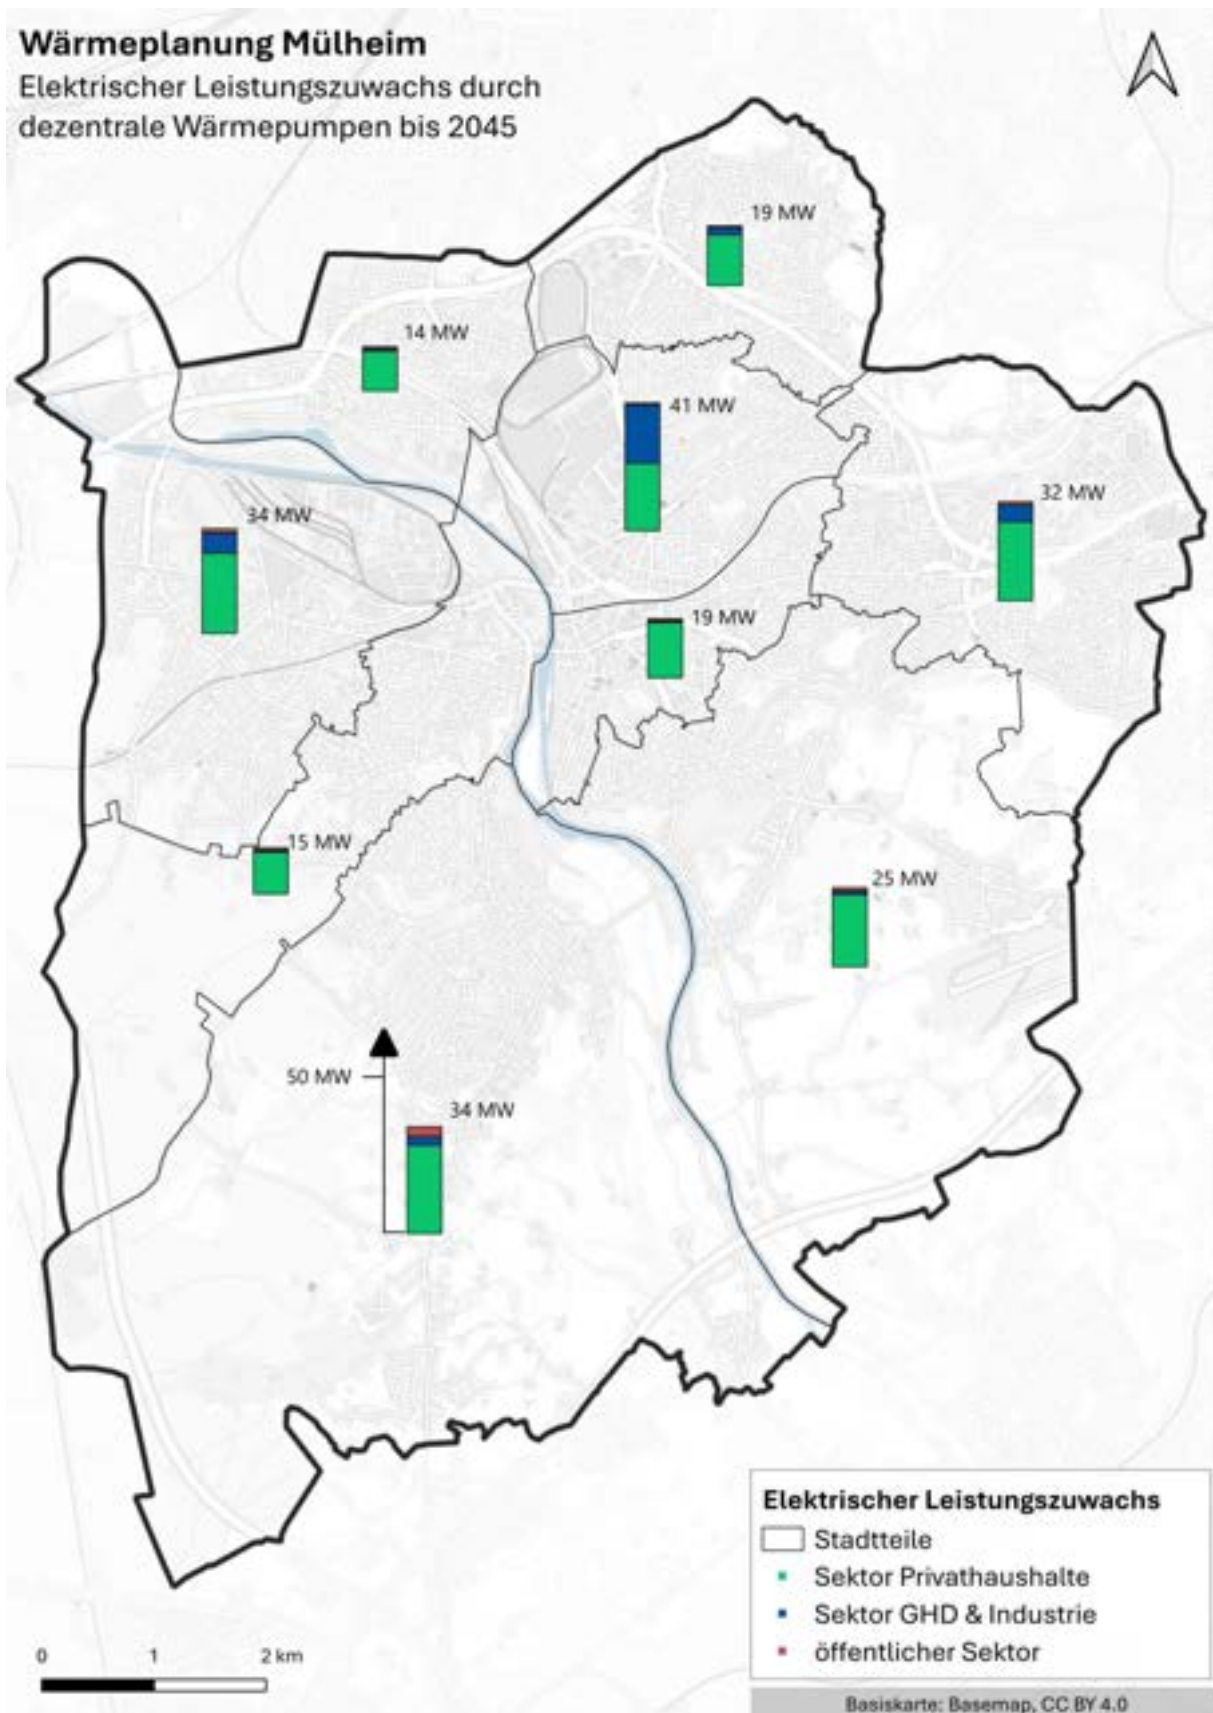 Wärmeplanung Mülheim
Elektrischer Leistungszuwachs durch
dezentrale Wärmepumpen bis 2045
19 MW
14 MW
41 MW
32 MW
34 MW
19 MW
15 MW
25 MW
50 MW
34 MW
Elektrischer Leistungszuwachs
Stadtteile
Sektor Privathaushalte
Sektor GHD & Industrie
öffentlicher Sektor
0 1 2 km
Basiskarte: Basemap, CC BY 4.0